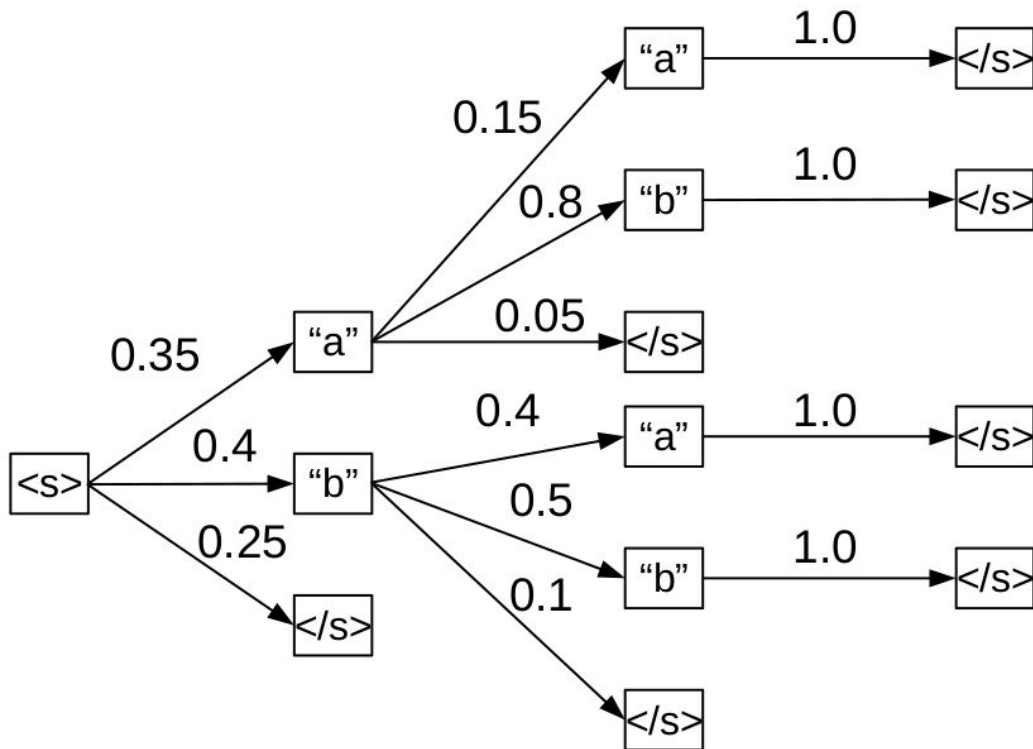 “a” 1.0 </s>
0.15
“b” 1.0 </s>
0.8
“a” 0.05 </s>
0.35
“a” 1.0 </s>
0.4
<s> 0.4 “b”
0.5
0.25
“b” 1.0 </s>
0.1
</s>
</s>